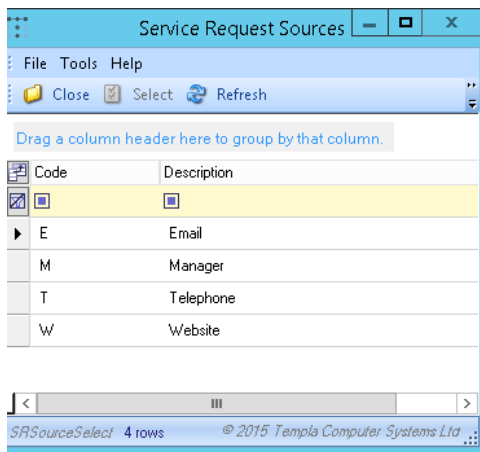 Service Request Sources
File Tools Help
Close Select Refresh
Drag a column header here to group by that column.
Code Description
E Email
M Manager
T Telephone
W Website
SRSourceSelect 4 rows © 2015 Templa Computer Systems Ltd